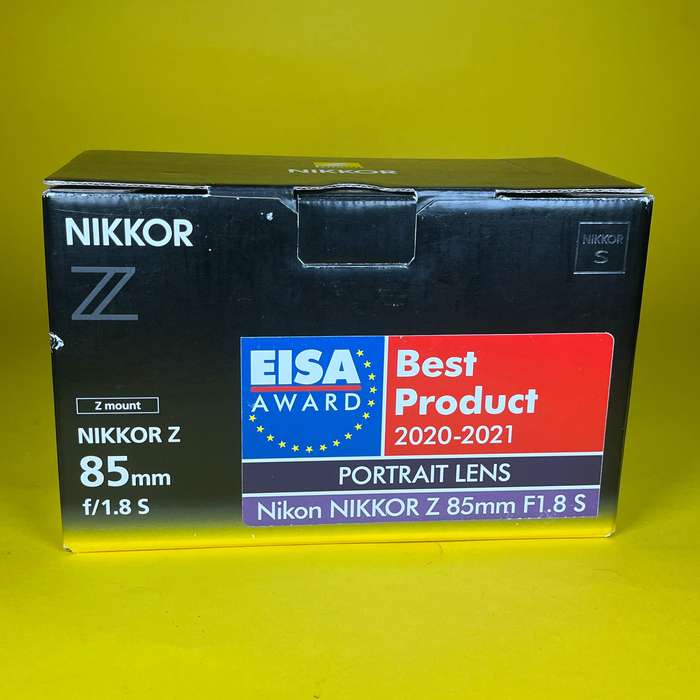 NIKKOR
NIKKOR
Z
NIKKOR
S
Z mount
NIKKOR Z
85mm
f/1.8 S
EISA
AWARD
Best
Product
2020-2021
PORTRAIT LENS
Nikon NIKKOR Z 85mm F1.8 S